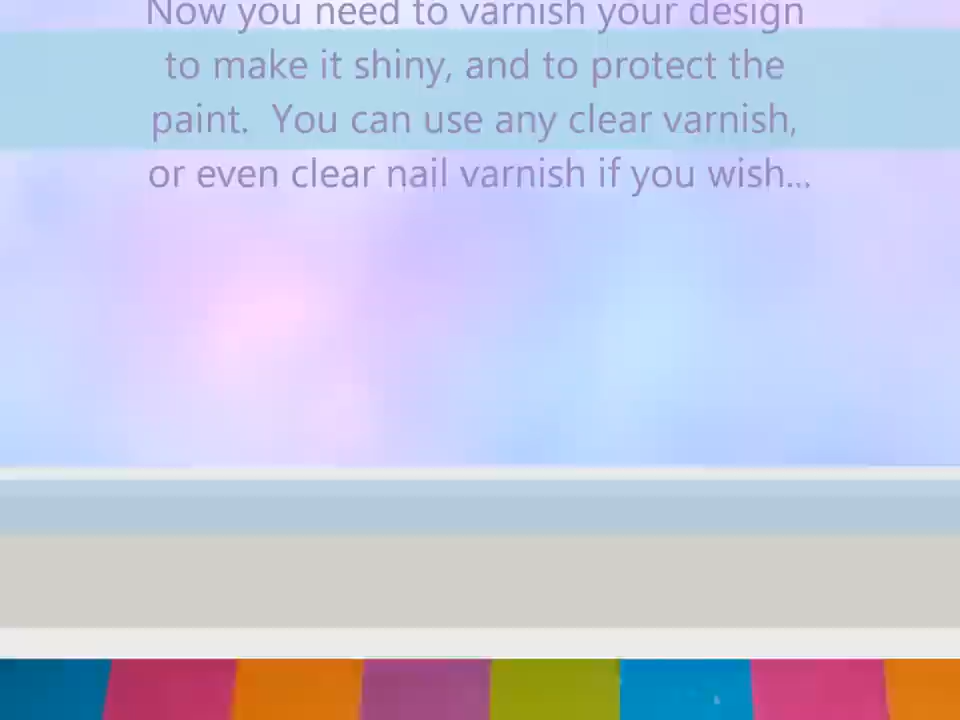 Now you need to varnish your design
to make it shiny, and to protect the
paint.  You can use any clear varnish,
or even clear nail varnish if you wish...